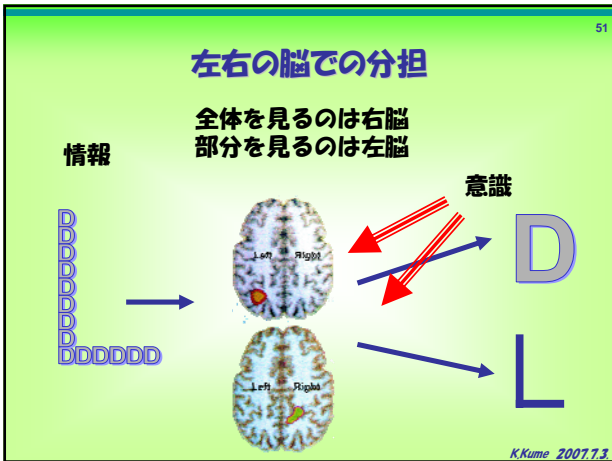 51
左右の脳での分担
全体を見るのは右脳
部分を見るのは左脳
情報
意識
D
D
D
D
D
D
D
D
DDDDDD
Left Right
Left Right
D
L
K.Kume 2007.7.3.